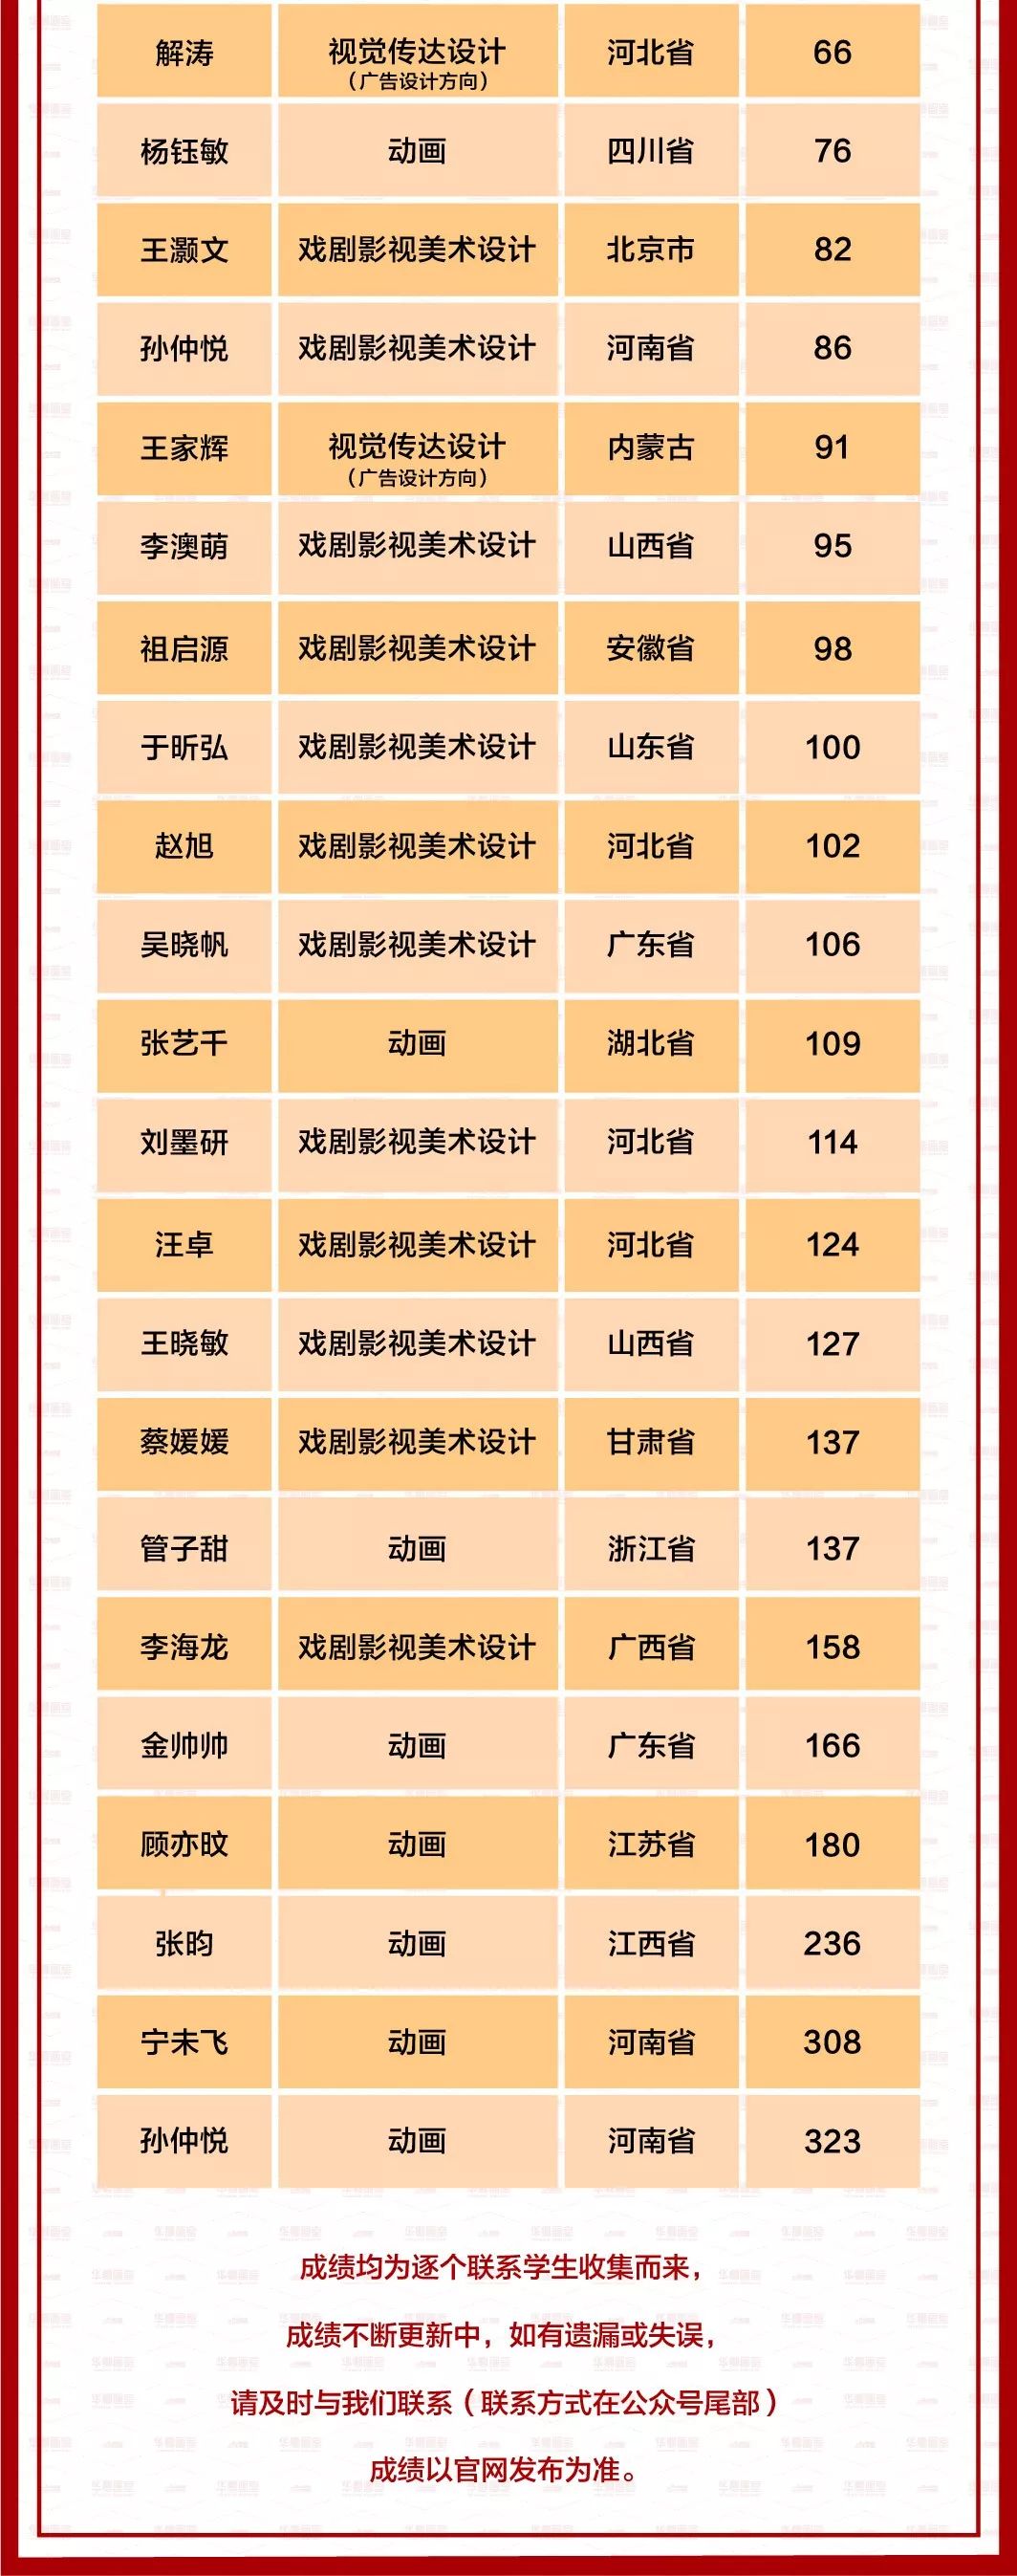 解涛 视觉传达设计 河北省 66
（广告设计方向）
杨钰敏 动画 四川省 76
王灏文 戏剧影视美术设计 北京市 82
孙仲悦 戏剧影视美术设计 河南省 86
王家辉 视觉传达设计 内蒙古 91
（广告设计方向）
李澳萌 戏剧影视美术设计 山西省 95
祖启源 戏剧影视美术设计 安徽省 98
于昕弘 戏剧影视美术设计 山东省 100
赵旭 戏剧影视美术设计 河北省 102
吴晓帆 戏剧影视美术设计 广东省 106
张艺千 动画 湖北省 109
刘墨研 戏剧影视美术设计 河北省 114
汪卓 戏剧影视美术设计 河北省 124
王晓敏 戏剧影视美术设计 山西省 127
蔡媛媛 戏剧影视美术设计 甘肃省 137
管子甜 动画 浙江省 137
李海龙 戏剧影视美术设计 广西省 158
金帅帅 动画 广东省 166
顾亦旼 动画 江苏省 180
张昀 动画 江西省 236
宁未飞 动画 河南省 308
孙仲悦 动画 河南省 323
成绩均为逐个联系学生收集而来，
成绩不断更新中，如有遗漏或失误，
请及时与我们联系（联系方式在公众号尾部）
成绩以官网发布为准。